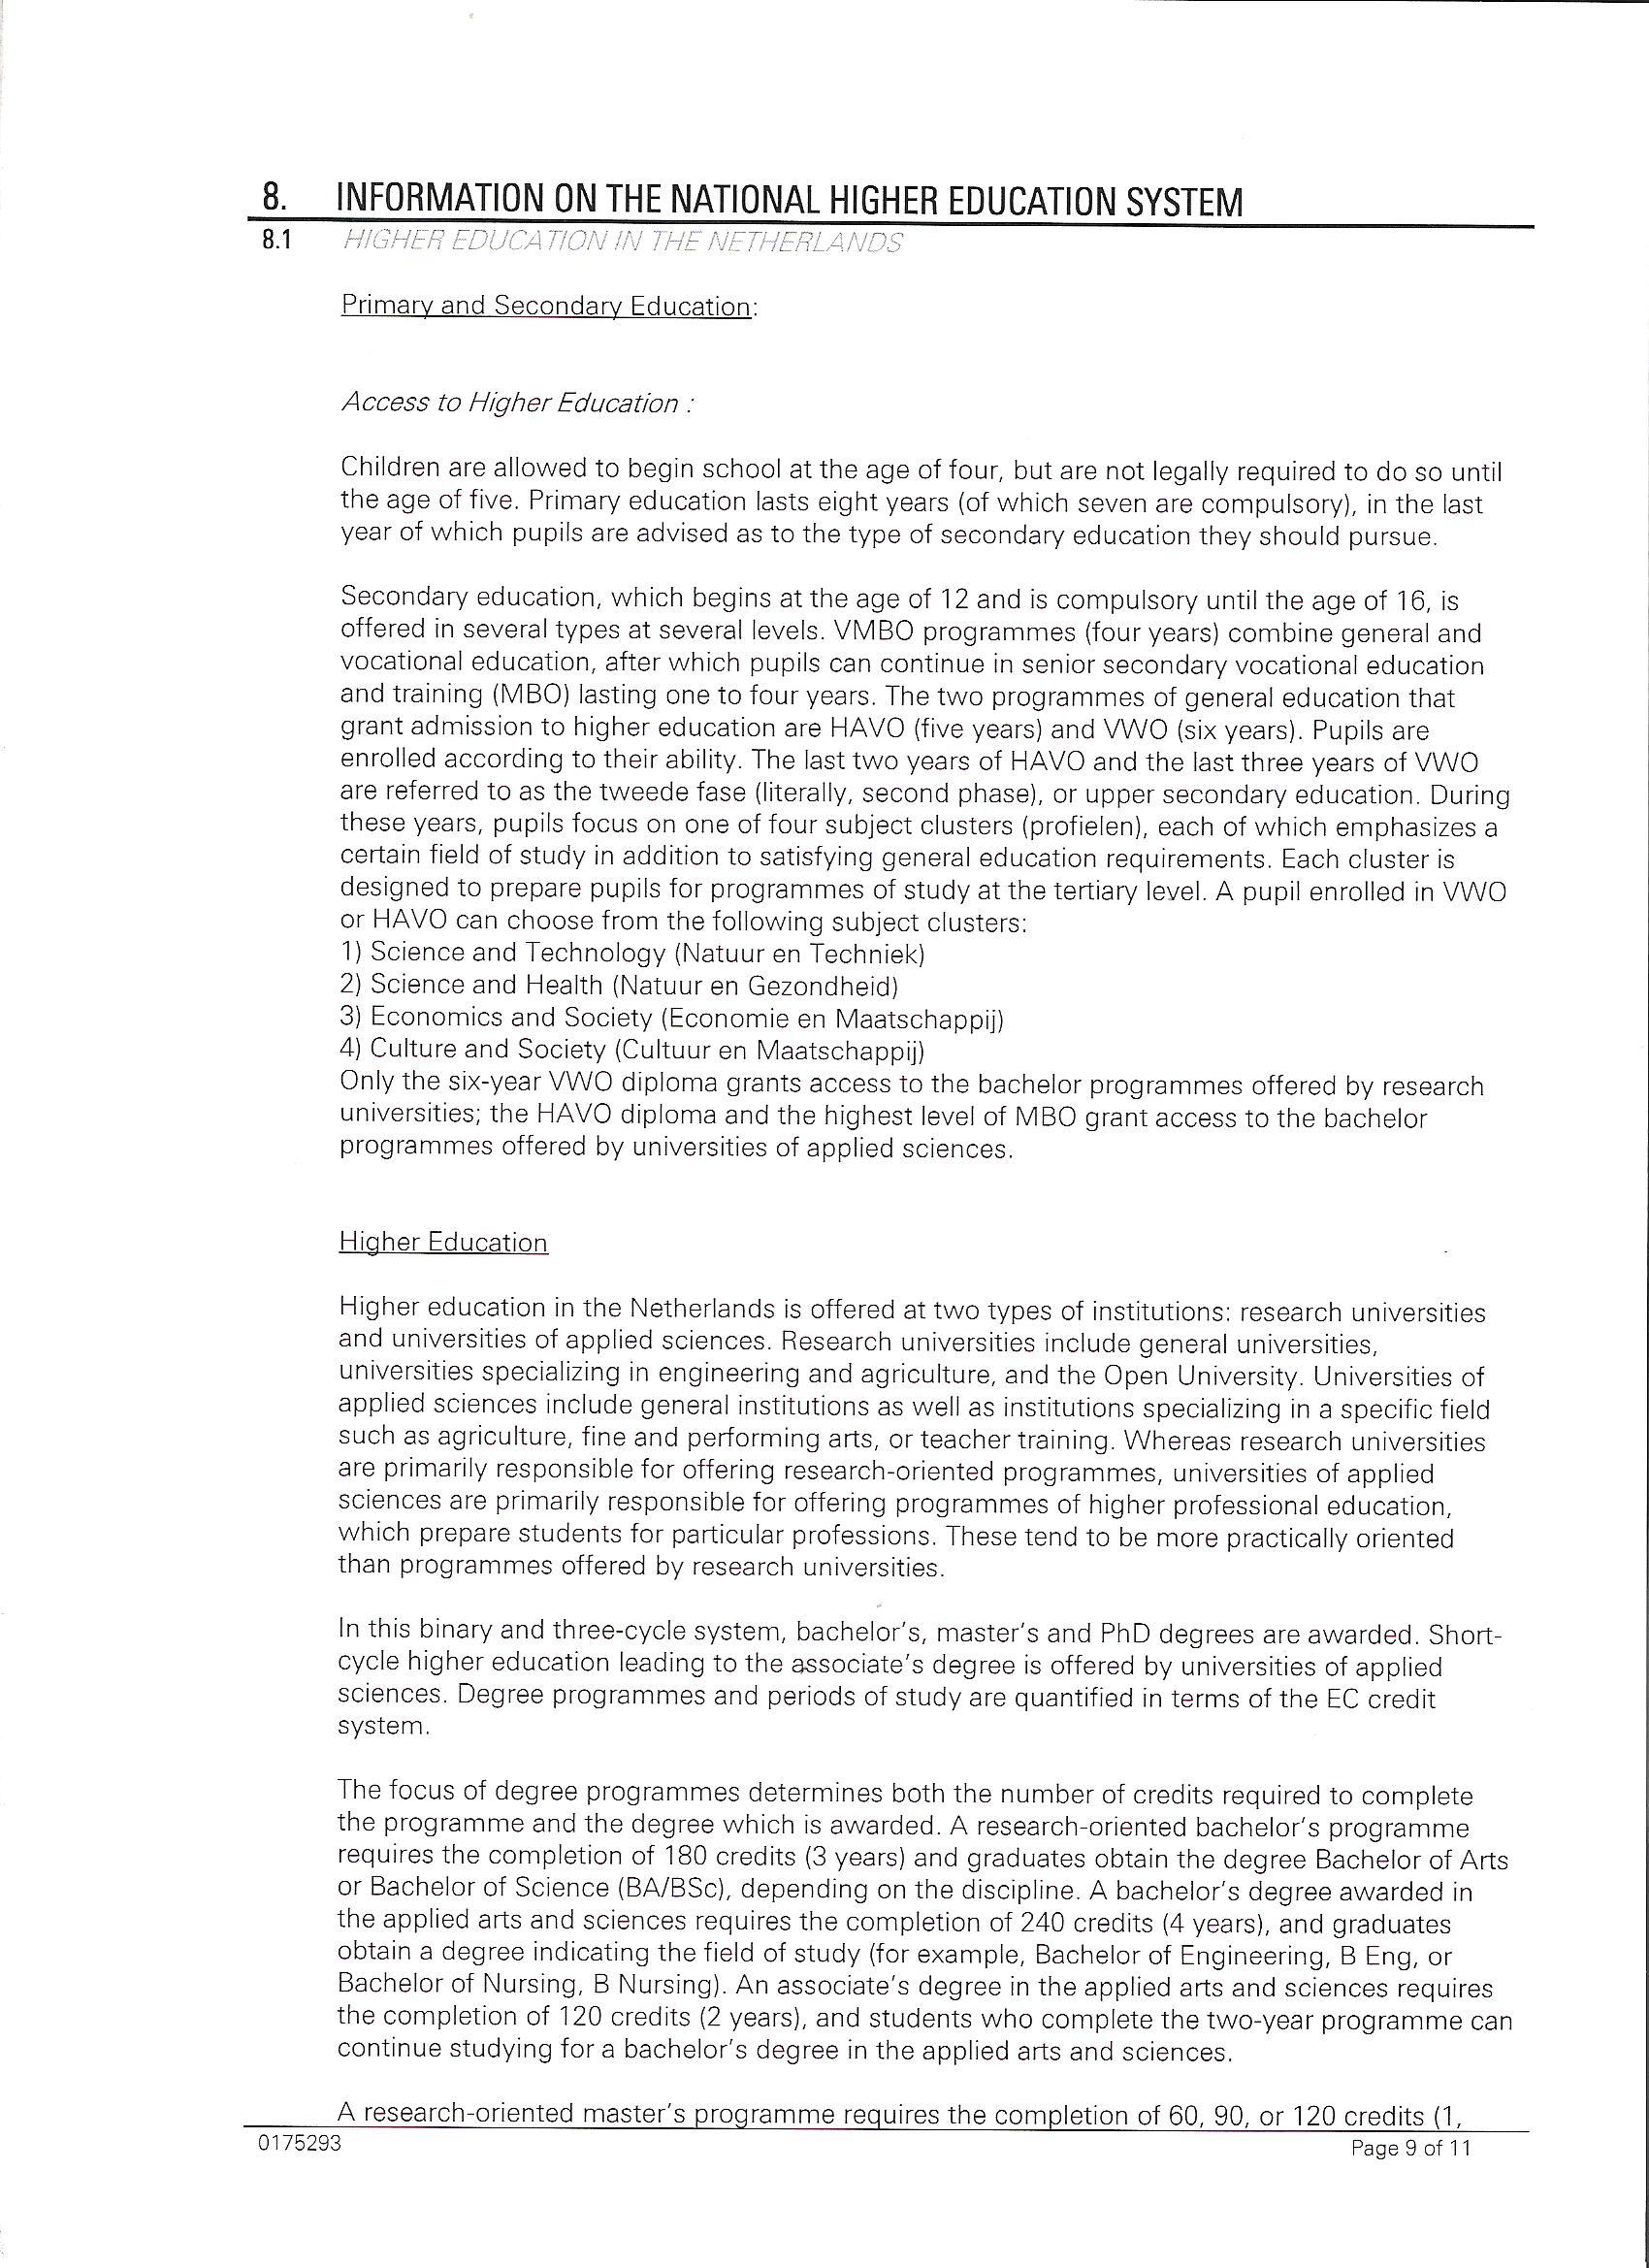 8. INFORMATION ON THE NATIONAL HIGHER EDUCATION SYSTEM
8.1 HIGHER EDUCATION IN THE NETHERLANDS
Primary and Secondary Education:
Access to Higher Education :
Children are allowed to begin school at the age of four, but are not legally required to do so until
the age of five. Primary education lasts eight years (of which seven are compulsory), in the last
year of which pupils are advised as to the type of secondary education they should pursue.
Secondary education, which begins at the age of 12 and is compulsory until the age of 16, is
offered in several types at several levels. VMBO programmes (four years) combine general and
vocational education, after which pupils can continue in senior secondary vocational education
and training (MBO) lasting one to four years. The two programmes of general education that
grant admission to higher education are HAVO (five years) and VWO (six years). Pupils are
enrolled according to their ability. The last two years of HAVO and the last three years of VWO
are referred to as the tweede fase (literally, second phase), or upper secondary education. During
these years, pupils focus on one of four subject clusters (profielen), each of which emphasizes a
certain field of study in addition to satisfying general education requirements. Each cluster is
designed to prepare pupils for programmes of study at the tertiary level. A pupil enrolled in VWO
or HAVO can choose from the following subject clusters:
1) Science and Technology (Natuur en Techniek)
2) Science and Health (Natuur en Gezondheid)
3) Economics and Society (Economie en Maatschappij)
4) Culture and Society (Cultuur en Maatschappij)
Only the six-year VWO diploma grants access to the bachelor programmes offered by research
universities; the HAVO diploma and the highest level of MBO grant access to the bachelor
programmes offered by universities of applied sciences.
Higher Education
Higher education in the Netherlands is offered at two types of institutions: research universities
and universities of applied sciences. Research universities include general universities,
universities specializing in engineering and agriculture, and the Open University. Universities of
applied sciences include general institutions as well as institutions specializing in a specific field
such as agriculture, fine and performing arts, or teacher training. Whereas research universities
are primarily responsible for offering research-oriented programmes, universities of applied
sciences are primarily responsible for offering programmes of higher professional education,
which prepare students for particular professions. These tend to be more practically oriented
than programmes offered by research universities.
In this binary and three-cycle system, bachelor's, master's and PhD degrees are awarded. Short-
cycle higher education leading to the associate's degree is offered by universities of applied
sciences. Degree programmes and periods of study are quantified in terms of the EC credit
system.
The focus of degree programmes determines both the number of credits required to complete
the programme and the degree which is awarded. A research-oriented bachelor's programme
requires the completion of 180 credits (3 years) and graduates obtain the degree Bachelor of Arts
or Bachelor of Science (BA/BSc), depending on the discipline. A bachelor's degree awarded in
the applied arts and sciences requires the completion of 240 credits (4 years), and graduates
obtain a degree indicating the field of study (for example, Bachelor of Engineering, B Eng, or
Bachelor of Nursing, B Nursing). An associate's degree in the applied arts and sciences requires
the completion of 120 credits (2 years), and students who complete the two-year programme can
continue studying for a bachelor's degree in the applied arts and sciences.
A research-oriented master's programme requires the completion of 60, 90, or 120 credits (1,
0175293 Page 9 of 11